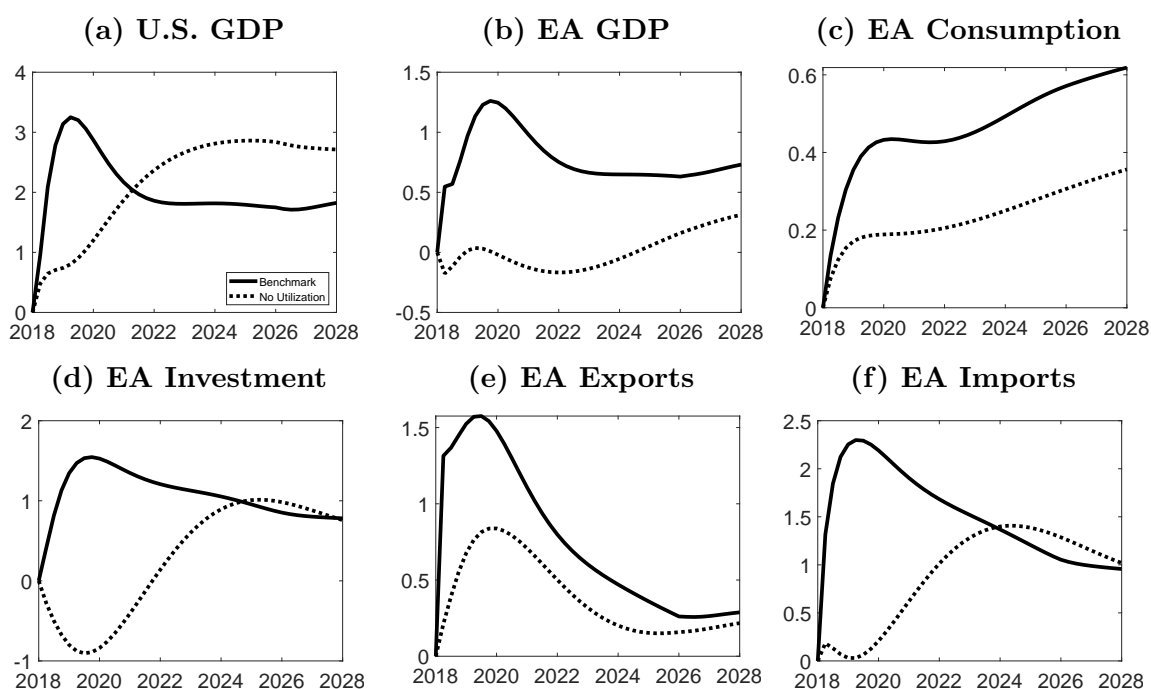 (a) U.S. GDP
(b) EA GDP
(c) EA Consumption
4
3
2
1
0
Benchmark
No Utilization
2018 2020 2022 2024 2026 2028
1.5
1
0.5
0
-0.5
2018 2020 2022 2024 2026 2028
0.6
0.4
0.2
0
2018 2020 2022 2024 2026 2028
(d) EA Investment
(e) EA Exports
(f) EA Imports
2
1
0
-1
2018 2020 2022 2024 2026 2028
1.5
1
0.5
0
2018 2020 2022 2024 2026 2028
2.5
2
1.5
1
0.5
0
2018 2020 2022 2024 2026 2028